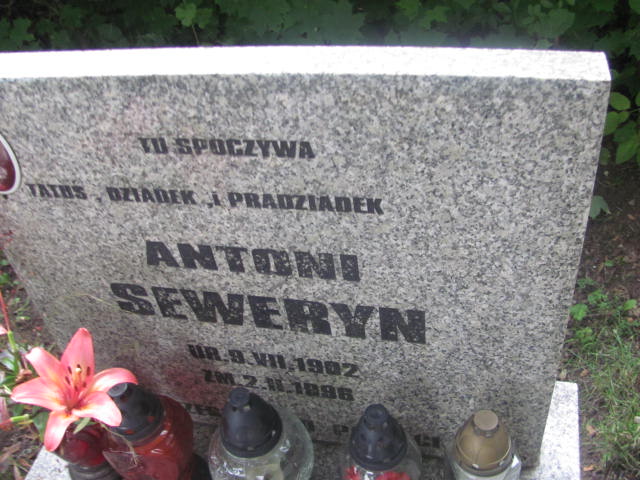 TU SPOCZYWA
TATUŚ , DZIADEK , i PRADZIADEK
ANTONI
SEWERYN
UR.9.VII.1902
ZM.2.II.1996